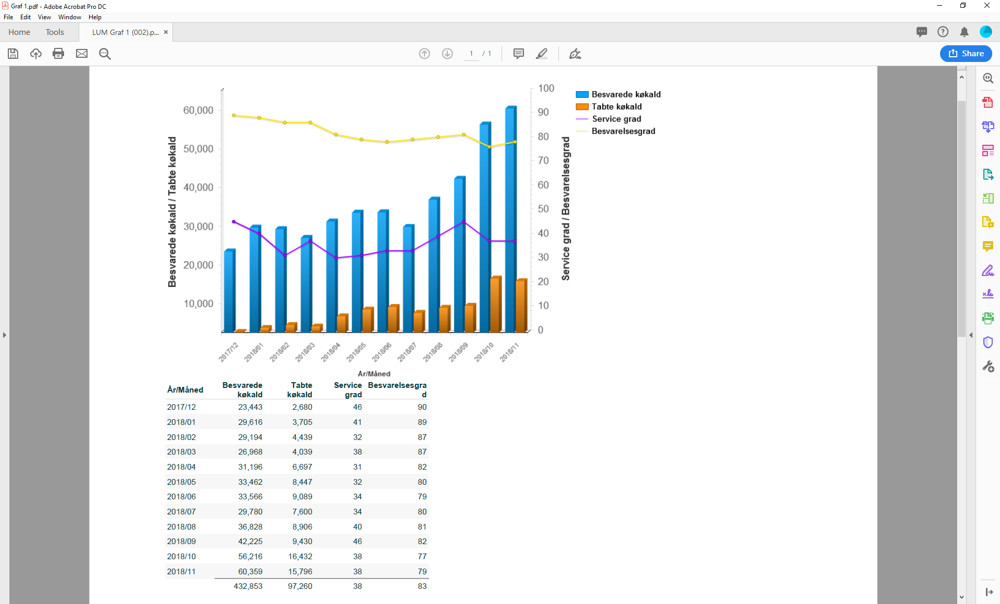 Graf 1.pdf - Adobe Acrobat Pro DC
File Edit View Window Help
Home Tools LUM Graf 1 (002).p... ×
1 / 1
Share
Besvarede køkald / Tabte køkald
60,000
50,000
40,000
30,000
20,000
10,000
100
90
80
70
60
50
40
30
20
10
0
Service grad / Besvarelsesgrad
Besvarede køkald
Tabte køkald
Service grad
Besvarelsesgrad
2017/12 2018/01 2018/02 2018/03 2018/04 2018/05 2018/06 2018/07 2018/08 2018/09 2018/10 2018/11
År/Måned
År/Måned Besvarede køkald Tabte køkald Service grad Besvarelsesgra d
2017/12 23,443 2,680 46 90
2018/01 29,616 3,705 41 89
2018/02 29,194 4,439 32 87
2018/03 26,968 4,039 38 87
2018/04 31,196 6,697 31 82
2018/05 33,462 8,447 32 80
2018/06 33,566 9,089 34 79
2018/07 29,780 7,600 34 80
2018/08 36,828 8,906 40 81
2018/09 42,225 9,430 46 82
2018/10 56,216 16,432 38 77
2018/11 60,359 15,796 38 79
432,853 97,260 38 83